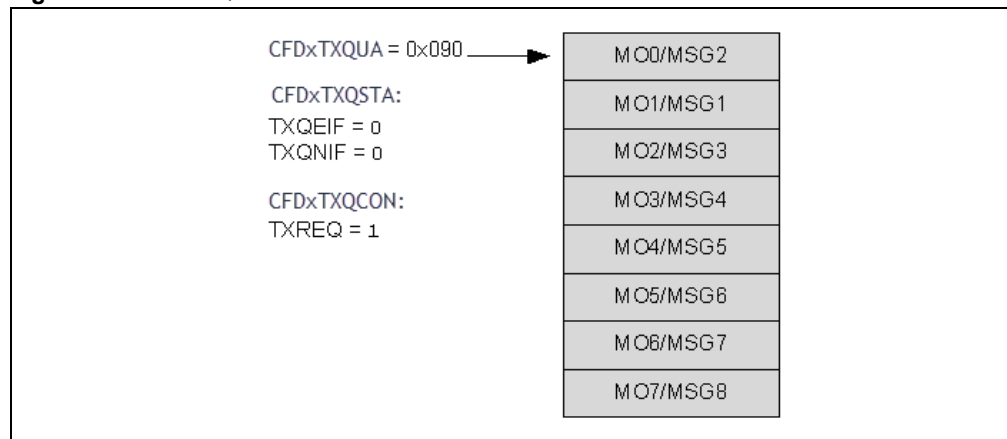 CFDxTXQUA = 0x090
CFDxTXQSTA:
TXQEIF = 0
TXQNIF = 0
CFDxTXQCON:
TXREQ = 1
MO0/MSG2
MO1/MSG1
MO2/MSG3
MO3/MSG4
MO4/MSG5
MO5/MSG6
MO6/MSG7
MO7/MSG8